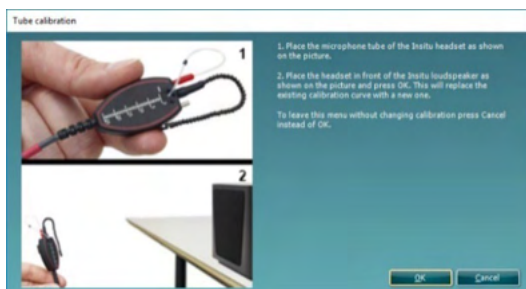 Tube calibration
1
1. Place the microphone tube of the Insitu headset as shown
on the picture.
2. Place the headset in front of the Insitu loudspeaker as
shown on the picture and press OK. This will replace the
existing calibration curve with a new one.
To leave this menu without changing calibration press Cancel
instead of OK.
2
OK
Cancel